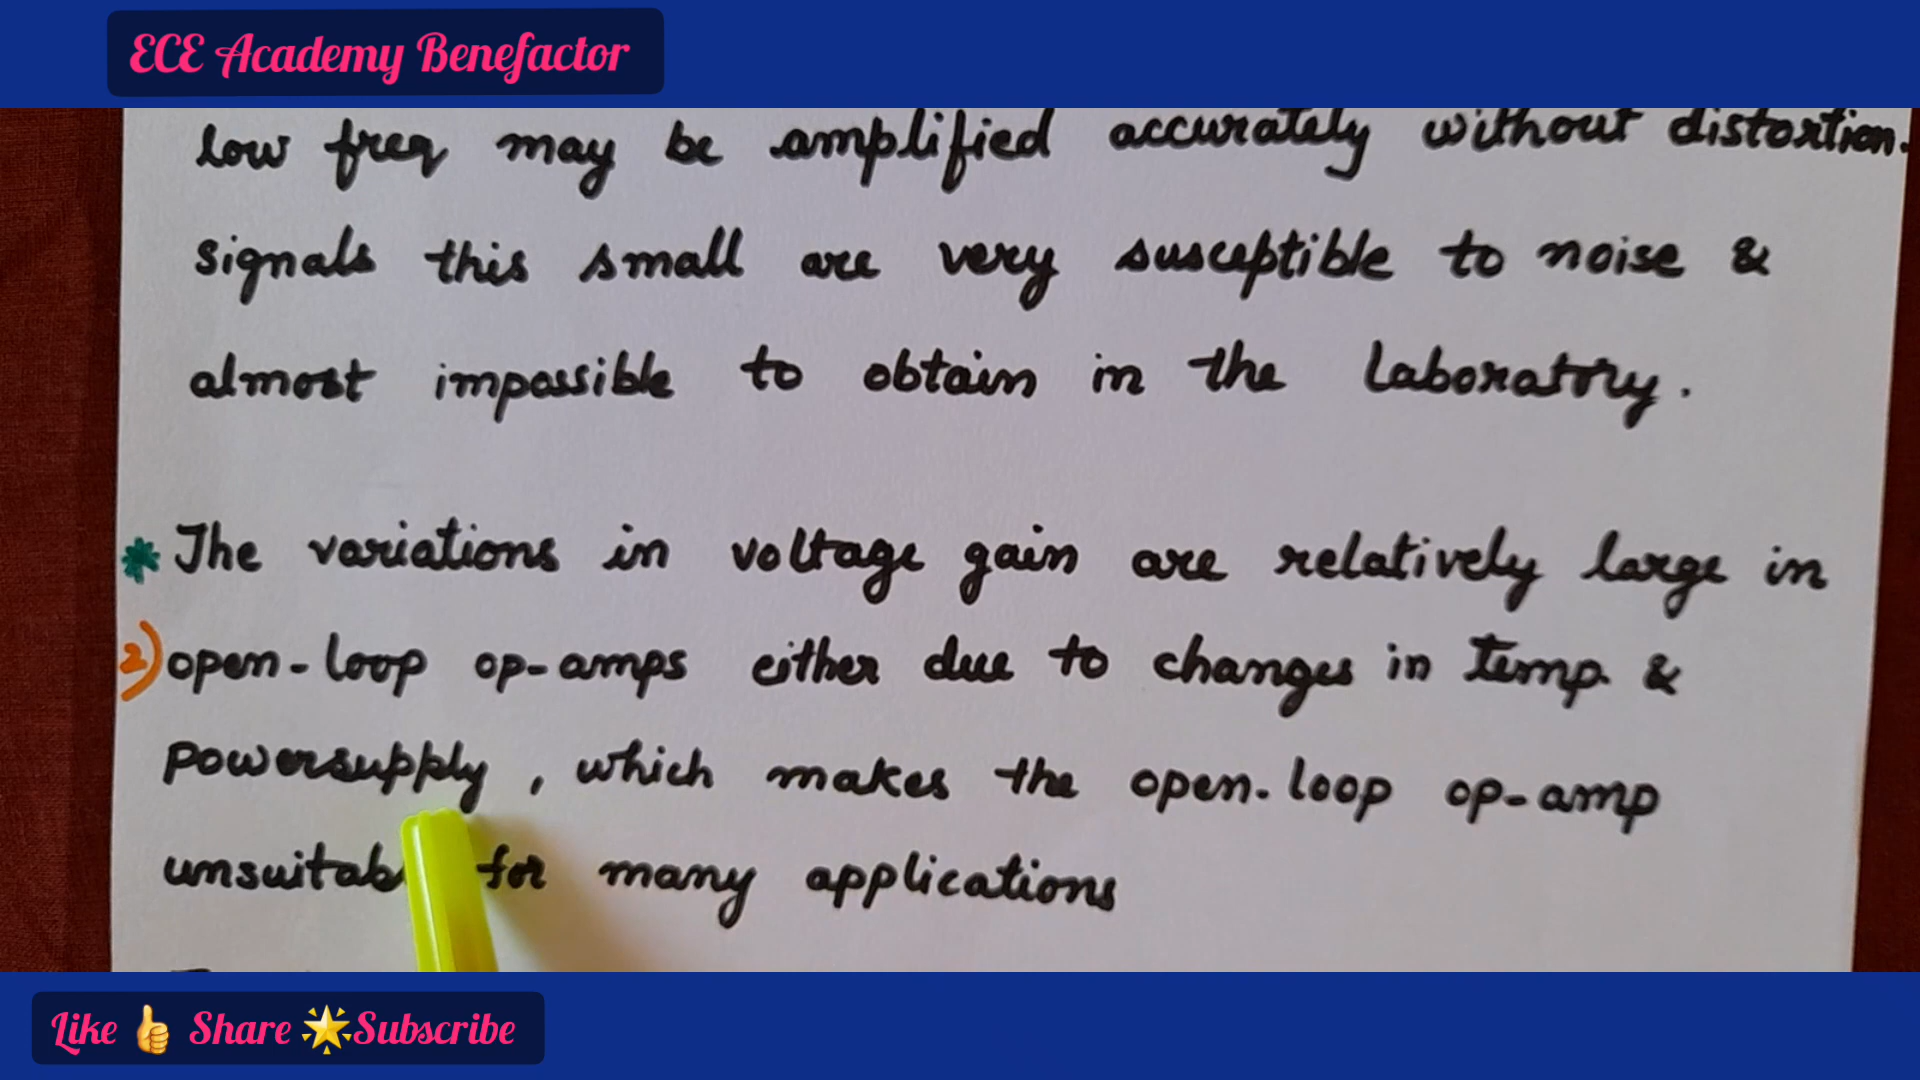 ECE Academy Benefactor
low freq may be amplified accurately without distortion.
signals this small are very susceptible to noise &
almost impossible to obtain in the laboratory.
* The variations in voltage gain are relatively large in
2) open-loop op-amps either due to changes in Temp. &
Powersupply, which makes the open-loop op-amp
unsuitab for many applications
Like 👍 Share 🌟Subscribe